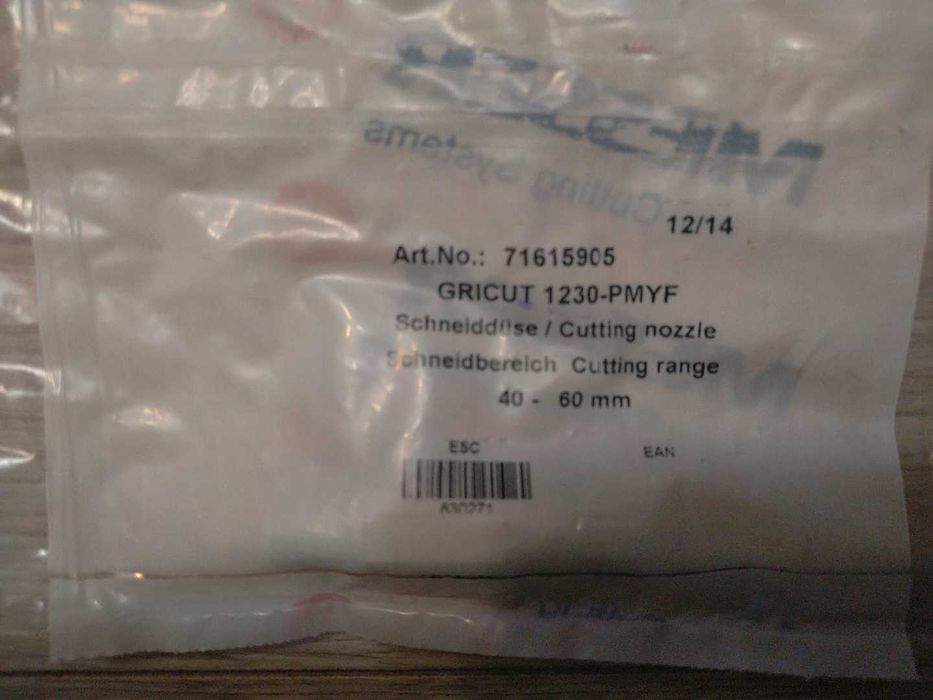 Cutting Systems
12/14
Art.No.: 71615905
GRICUT 1230-PMYF
Schneiddüse / Cutting nozzle
Schneidbereich Cutting range
40 - 60 mm
ESC
EAN
830271